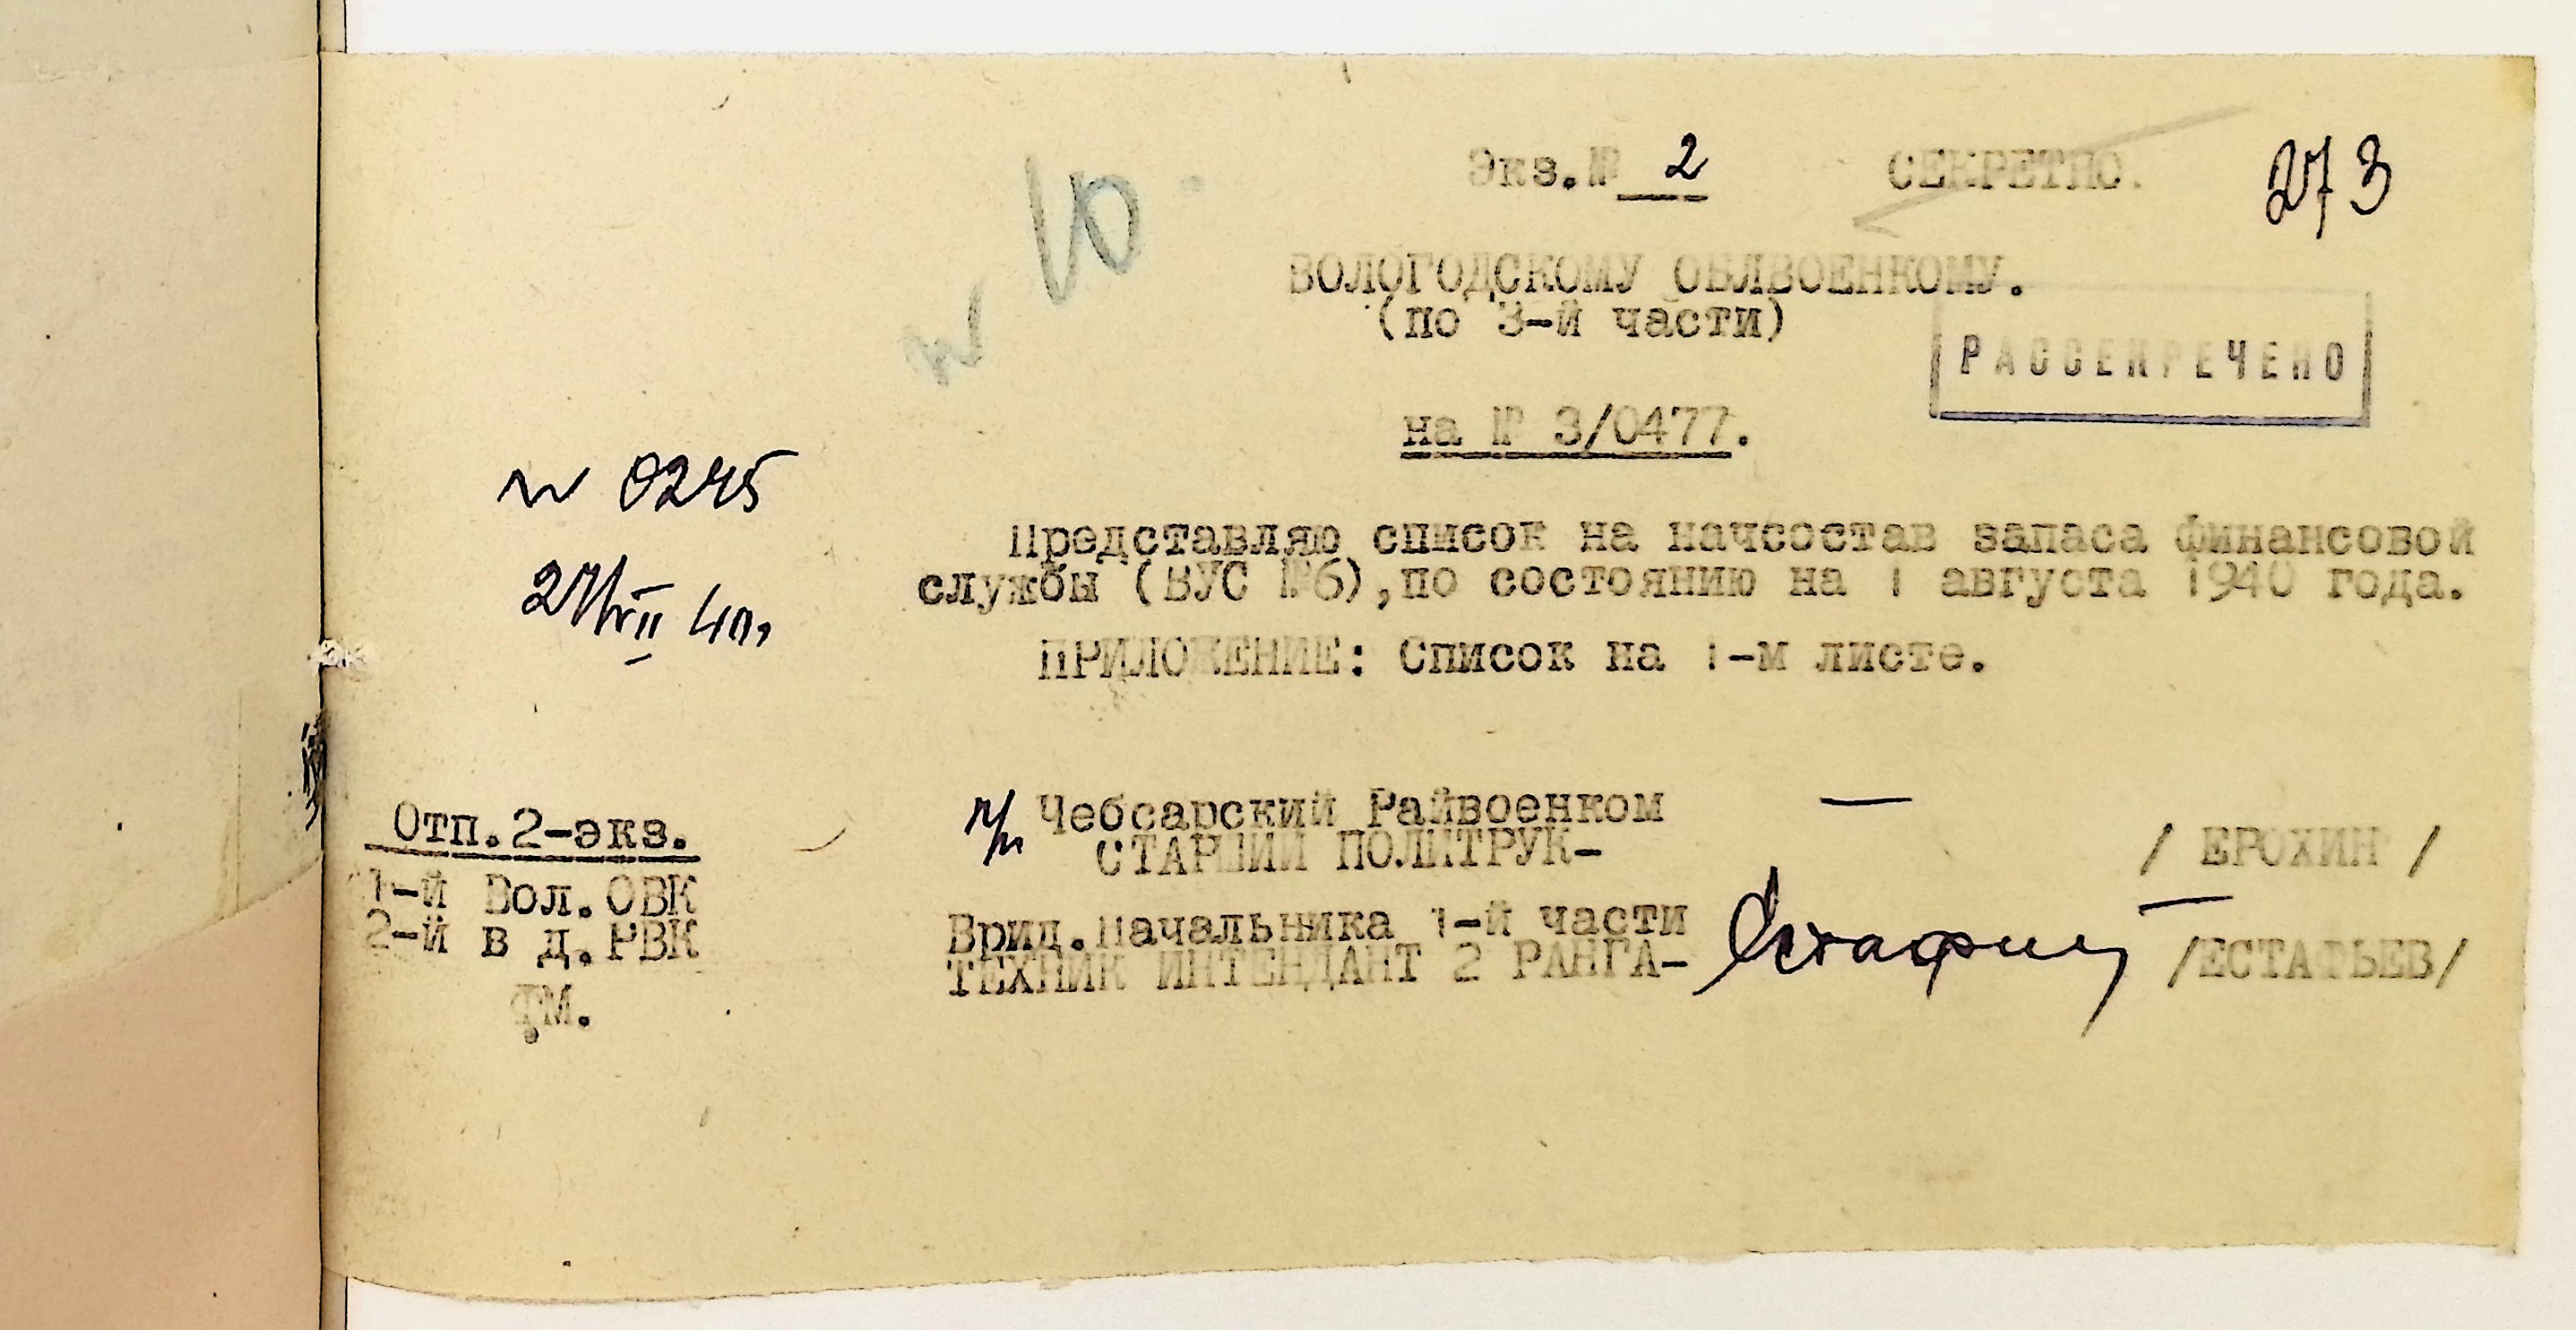 Экз.№ 2 СЕКРЕТНО. 273
№ 10
ВОЛОГОДСКОМУ ОБЛВОЕНКОМУ.
(по 3-й части)
РАССЕКРЕЧЕНО
на № 3/0477.
№ 0245
27/VII 40г.
Представляю список на начсостав запаса финансовой
службы (ВУС №6),по состоянию на 1 августа 1940 года.
ПРИЛОЖЕНИЕ: Список на 1-м листе.
п/п Чебсарский Райвоенком —
СТАРШИЙ ПОЛИТРУК- / ЕРОХИН /
Врид.Начальника 1-й части
ТЕХНИК ИНТЕНДАНТ 2 РАНГА- /ЕСТАФЬЕВ/
Отп.2-экз.
1-й Вол.ОВК
2-й в д.РВК
ФМ.